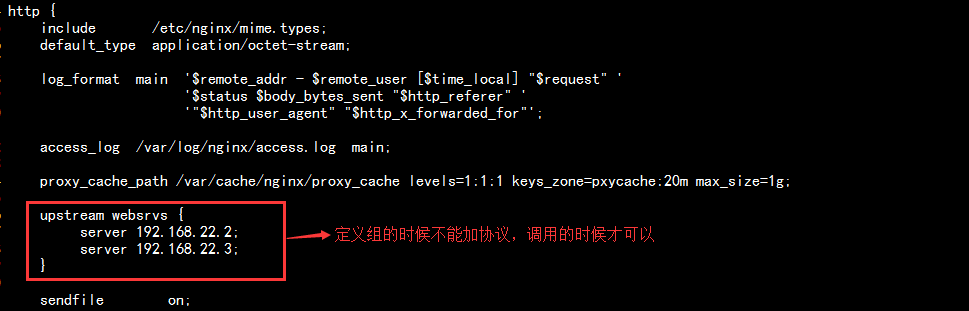 http {
    include       /etc/nginx/mime.types;
    default_type  application/octet-stream;
    log_format  main  '$remote_addr - $remote_user [$time_local] "$request" '
                      '$status $body_bytes_sent "$http_referer" '
                      '"$http_user_agent" "$http_x_forwarded_for"';
    access_log  /var/log/nginx/access.log  main;
    proxy_cache_path /var/cache/nginx/proxy_cache levels=1:1:1 keys_zone=pxycache:20m max_size=1g;
    upstream websrvs {
        server 192.168.22.2;
        server 192.168.22.3;
    }
定义组的时候不能加协议，调用的时候才可以
    sendfile        on;